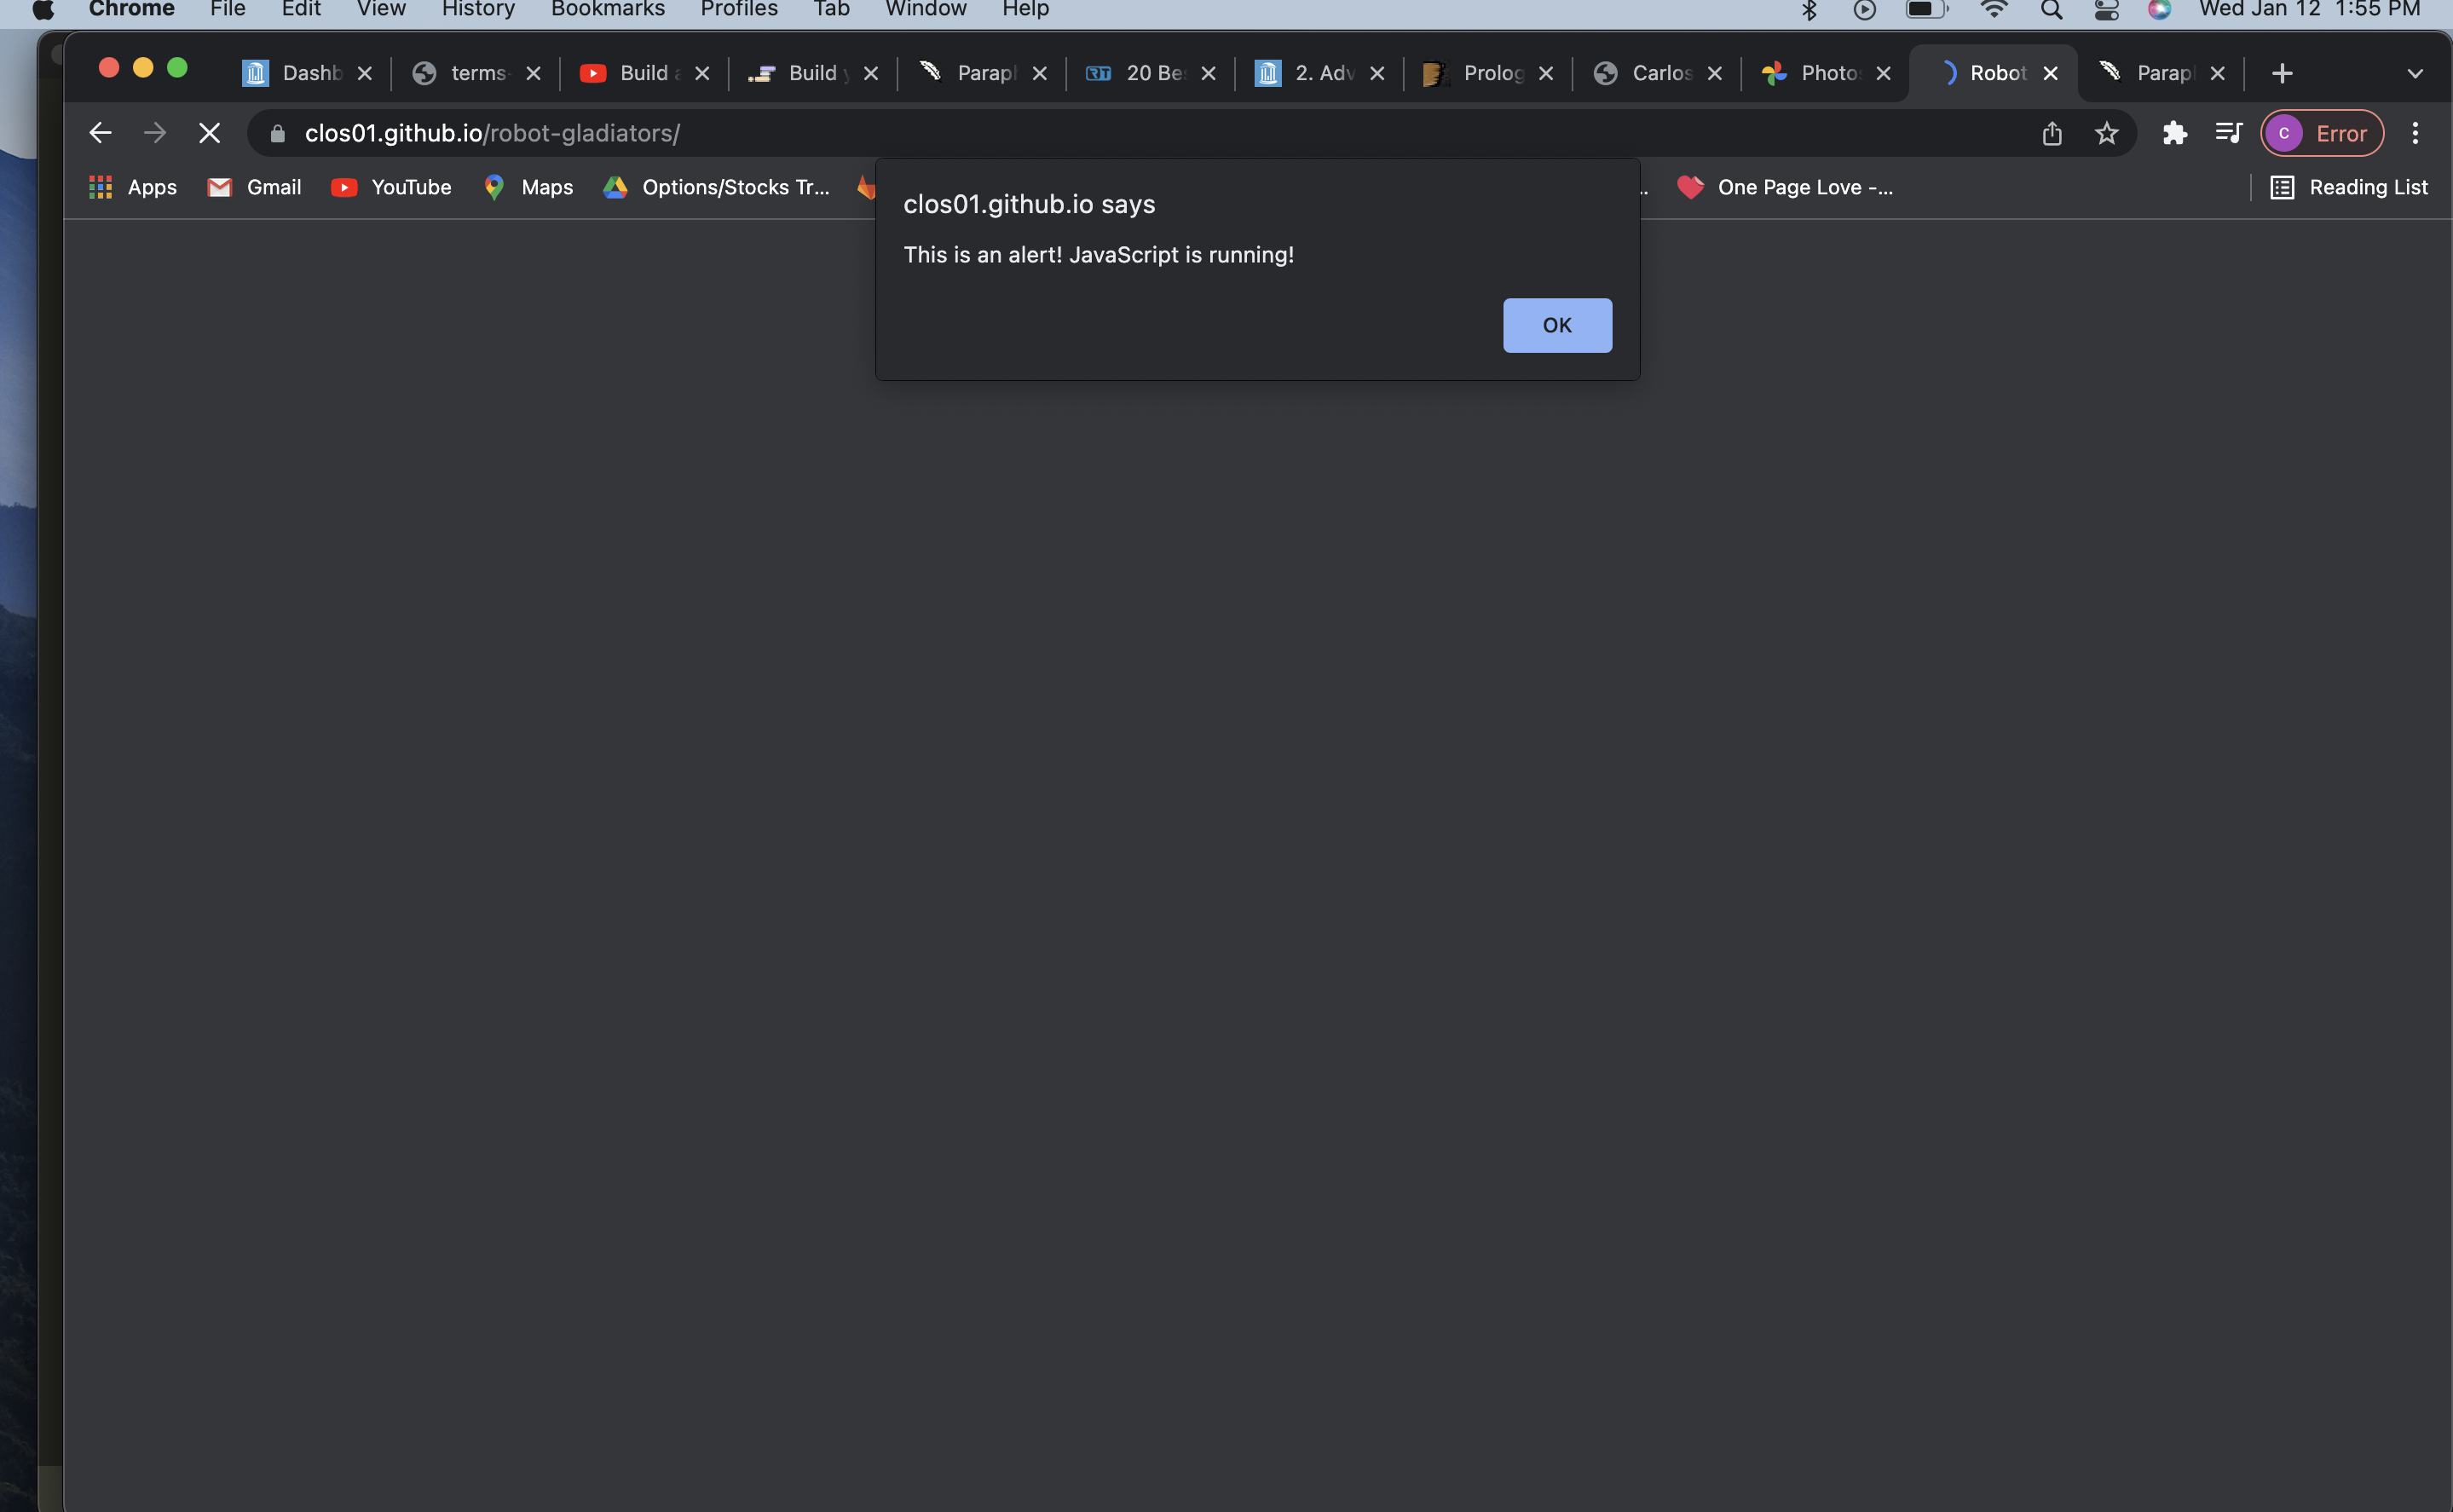 Chrome File Edit View History Bookmarks Profiles Tab Window Help Wed Jan 12 1:55 PM
Dashb terms- Build a Build y Parap 20 Be 2. Adv Prolog Carlos Photo Robot Parap
clos01.github.io/robot-gladiators/ C Error
Apps Gmail YouTube Maps Options/Stocks Tr... One Page Love -... Reading List
clos01.github.io says
This is an alert! JavaScript is running!
OK